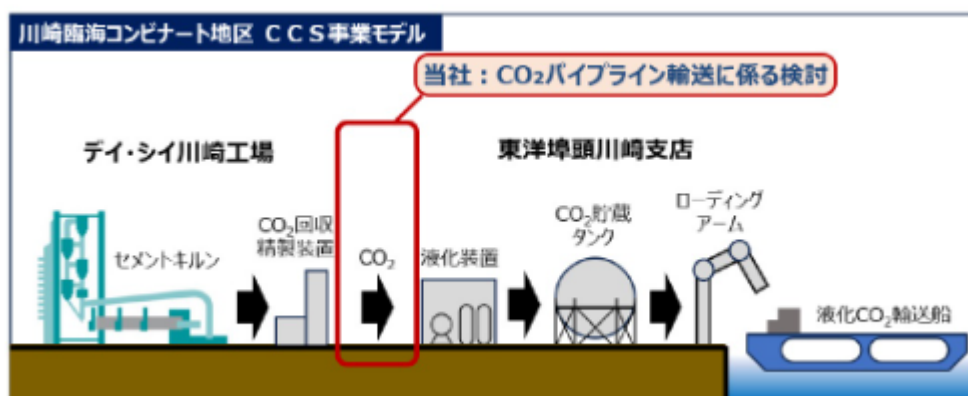 川崎臨海コンビナート地区 CCS事業モデル
当社：CO₂パイプライン輸送に係る検討
デイ・シイ川崎工場
東洋埠頭川崎支店
セメントキルン
CO₂回収
精製装置
CO₂
液化装置
CO₂貯蔵
タンク
ローディング
アーム
液化CO₂輸送船